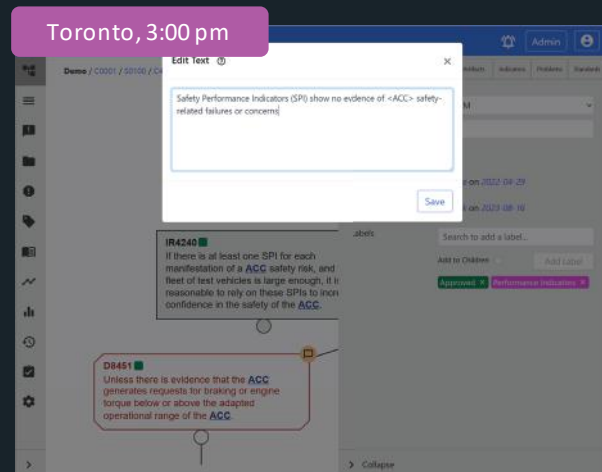 Toronto, 3:00 pm
Admin
Edit Text
Demo / C0001 / S0100 /
Indicators Problems Standards
Safety Performance Indicators (SPI) show no evidence of <ACC> safety-
related failures or concerns
on 2022-04-29
on 2023-08-16
Save
Labels
Search to add a label...
Add to Children
Add Label
Approved × Performance Indicators ×
IR4240
If there is at least one SPI for each
manifestation of a ACC safety risk, and
fleet of test vehicles is large enough, it is
reasonable to rely on these SPIs to incre
confidence in the safety of the ACC.
D8451
Unless there is evidence that the ACC
generates requests for braking or engine
torque below or above the adapted
operational range of the ACC.
Collapse